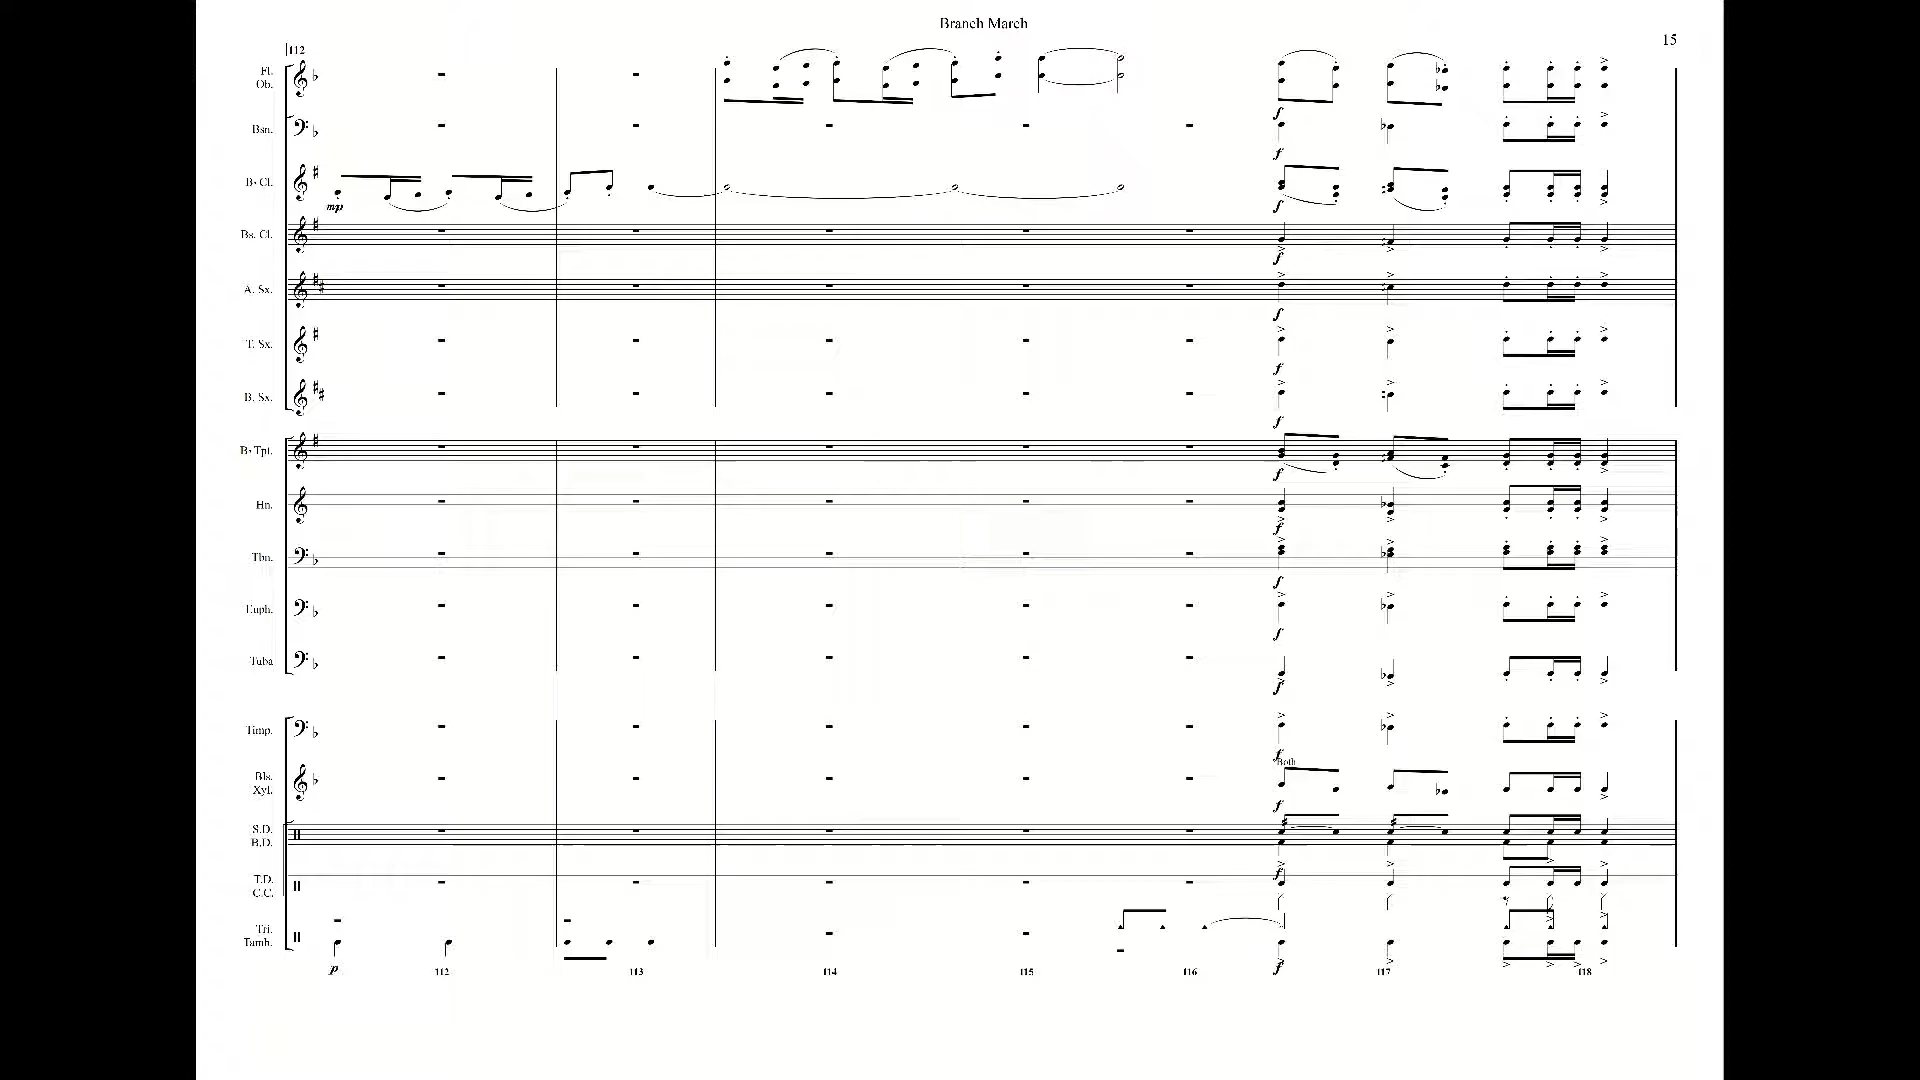 Branch March
15
112
Fl.
Ob.
Bsn.
B♭ Cl.
mp
f
f
f
Bs. Cl.
f
A. Sx.
f
T. Sx.
f
B. Sx.
f
B♭ Tpt.
f
Hn.
f
Tbn.
f
Euph.
f
Tuba
f
Timp.
f
Both
Bls.
Xyl.
f
S.D.
B.D.
T.D.
C.C.
f
Tri.
Tamb.
p
f
112 113 114 115 116 117 118